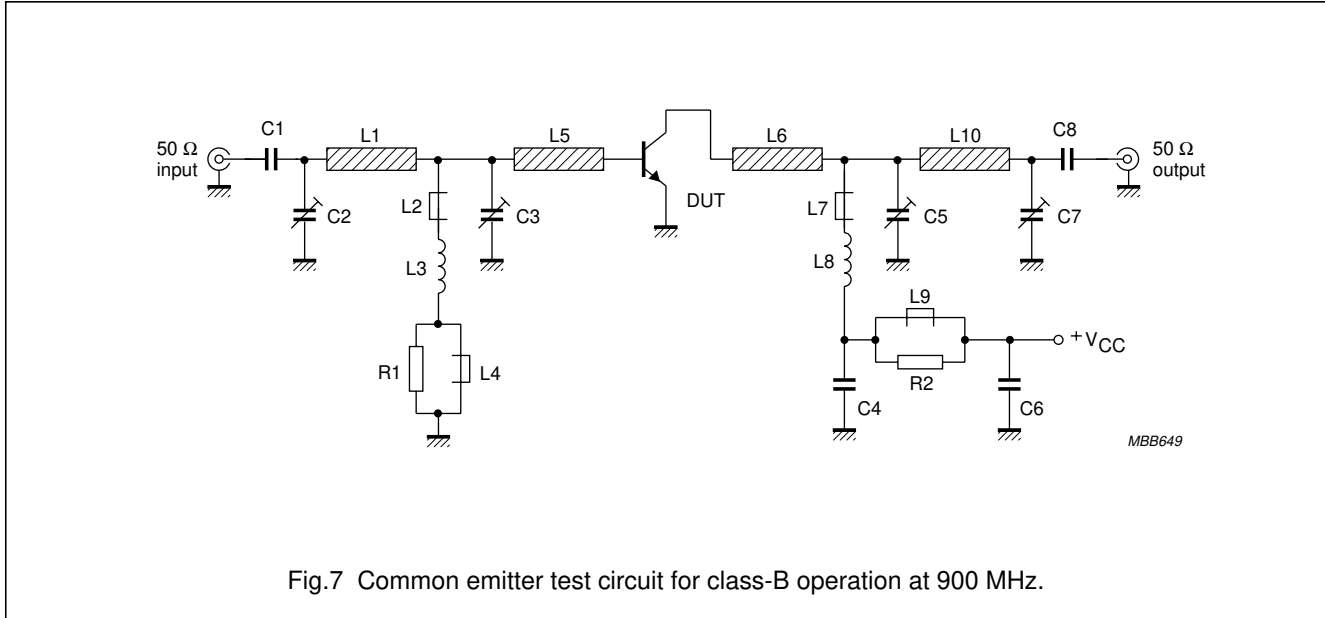 50 Ω
input
C1
L1
L5
L6
L10
C8
50 Ω
output
C2
L2
C3
DUT
L7
C5
C7
L3
L8
L9
+VCC
R1
L4
R2
C4
C6
MBB649
Fig.7 Common emitter test circuit for class-B operation at 900 MHz.